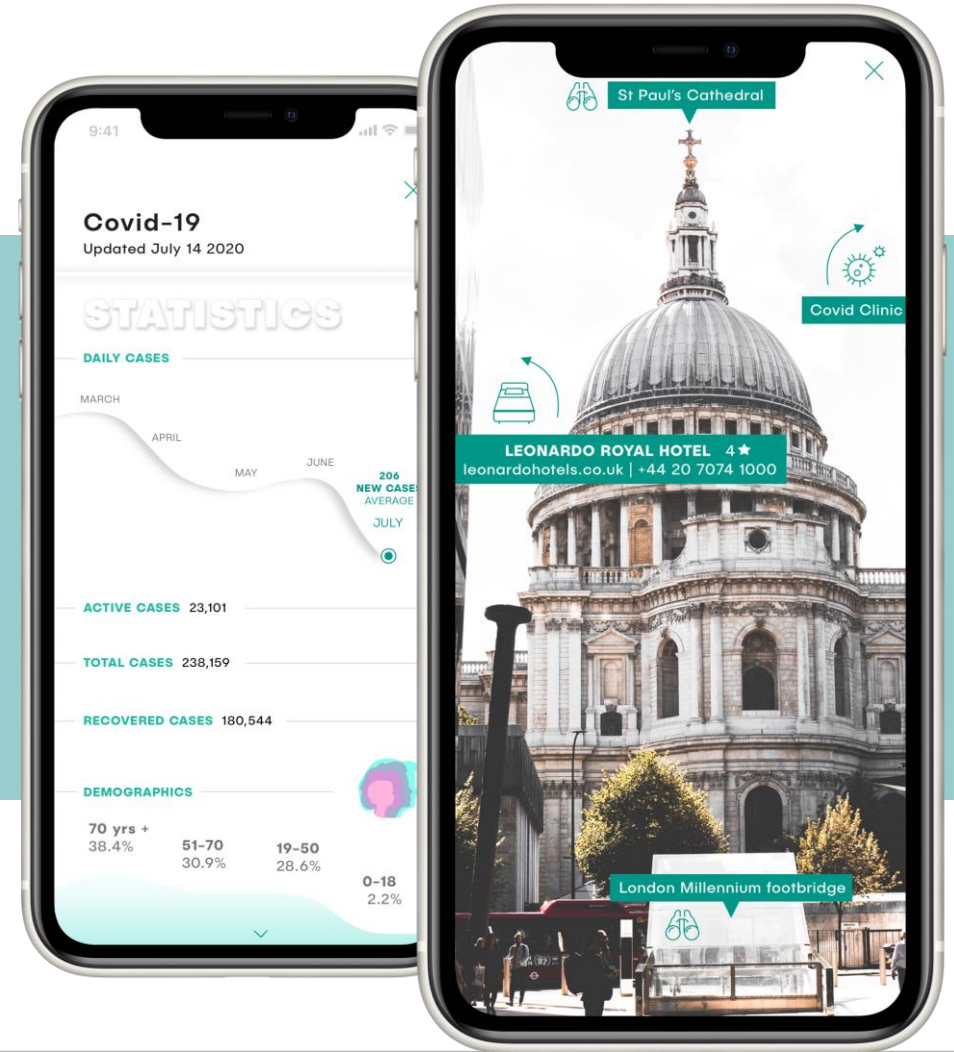 9:41
Covid-19
Updated July 14 2020
STATISTICS
DAILY CASES
MARCH
APRIL
MAY
JUNE
206
NEW CASE
AVERAGE
JULY
ACTIVE CASES 23,101
TOTAL CASES 238,159
RECOVERED CASES 180,544
DEMOGRAPHICS
70 yrs +
38.4%
51-70
30.9%
19-50
28.6%
0-18
2.2%
St Paul's Cathedral
Covid Clinic
LEONARDO ROYAL HOTEL 4★
leonardohotels.co.uk | +44 20 7074 1000
London Millennium footbridge